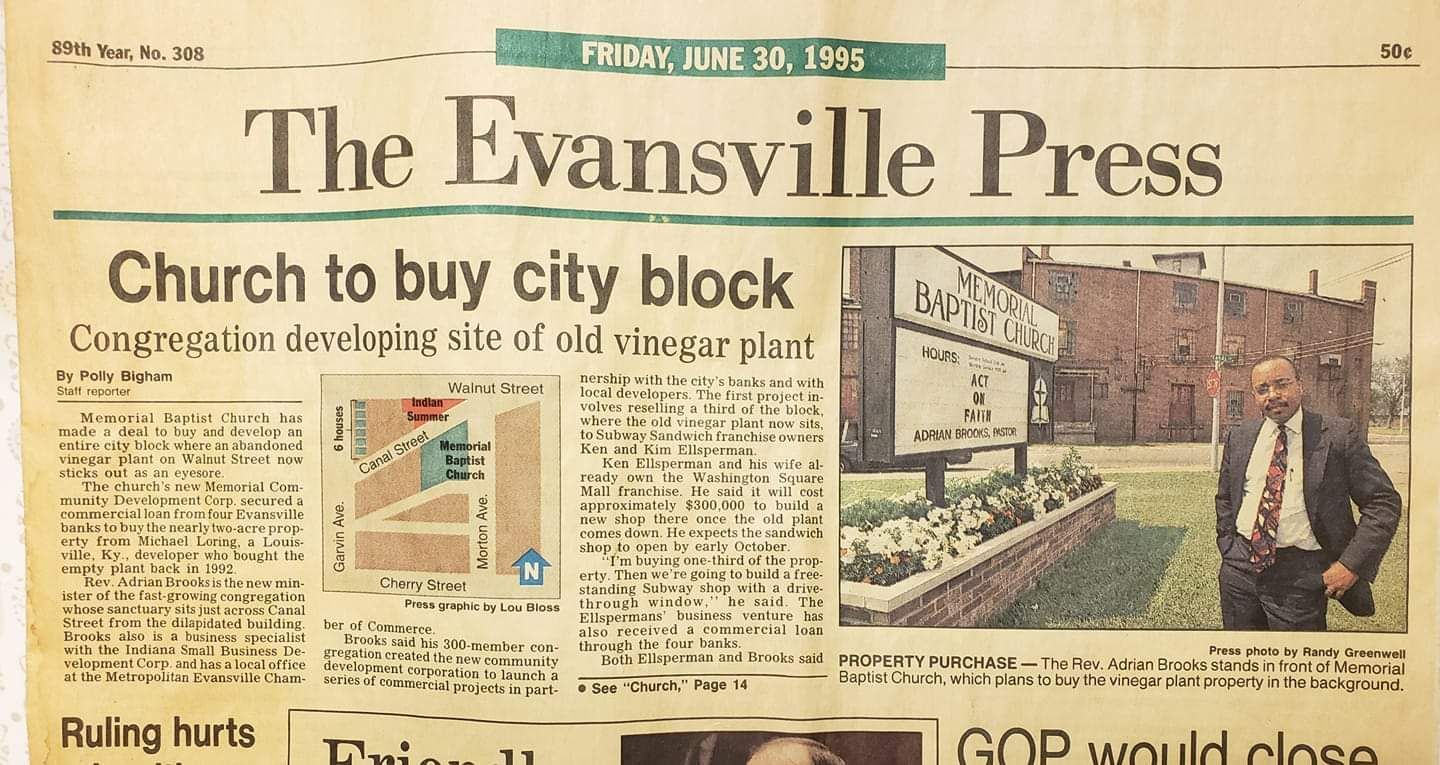 89th Year, No. 308
FRIDAY, JUNE 30, 1995
50¢
The Evansville Press
Church to buy city block
Congregation developing site of old vinegar plant
By Polly Bigham
Staff reporter
Memorial Baptist Church has
made a deal to buy and develop an
entire city block where an abandoned
vinegar plant on Walnut Street now
sticks out as an eyesore.
The church's new Memorial Com-
munity Development Corp. secured a
commercial loan from four Evansville
banks to buy the nearly two-acre prop-
erty from Michael Loring, a Louis-
ville, Ky., developer who bought the
empty plant back in 1992.
Rev. Adrian Brooks is the new min-
ister of the fast-growing congregation
whose sanctuary sits just across Canal
Street from the dilapidated building.
Brooks also is a business specialist
with the Indiana Small Business De-
velopment Corp. and has a local office
at the Metropolitan Evansville Cham-
Walnut Street
Indian
Summer
6 houses
Canal Street
Memorial
Baptist
Church
Garvin Ave.
Morton Ave.
N
Cherry Street
Press graphic by Lou Bloss
ber of Commerce.
Brooks said his 300-member con-
gregation created the new community
development corporation to launch a
series of commercial projects in part-
nership with the city's banks and with
local developers. The first project in-
volves reselling a third of the block,
where the old vinegar plant now sits,
to Subway Sandwich franchise owners
Ken and Kim Ellsperman.
Ken Ellsperman and his wife al-
ready own the Washington Square
Mall franchise. He said it will cost
approximately $300,000 to build a
new shop there once the old plant
comes down. He expects the sandwich
shop to open by early October.
"I'm buying one-third of the prop-
erty. Then we're going to build a free-
standing Subway shop with a drive-
through window," he said. The
Ellspermans' business venture has
also received a commercial loan
through the four banks.
Both Ellsperman and Brooks said
• See "Church," Page 14
MEMORIAL
BAPTIST CHURCH
HOURS:
ACT
ON
FAITH
ADRIAN BROOKS, PASTOR
Press photo by Randy Greenwell
PROPERTY PURCHASE — The Rev. Adrian Brooks stands in front of Memorial
Baptist Church, which plans to buy the vinegar plant property in the background.
Ruling hurts
GOP would close